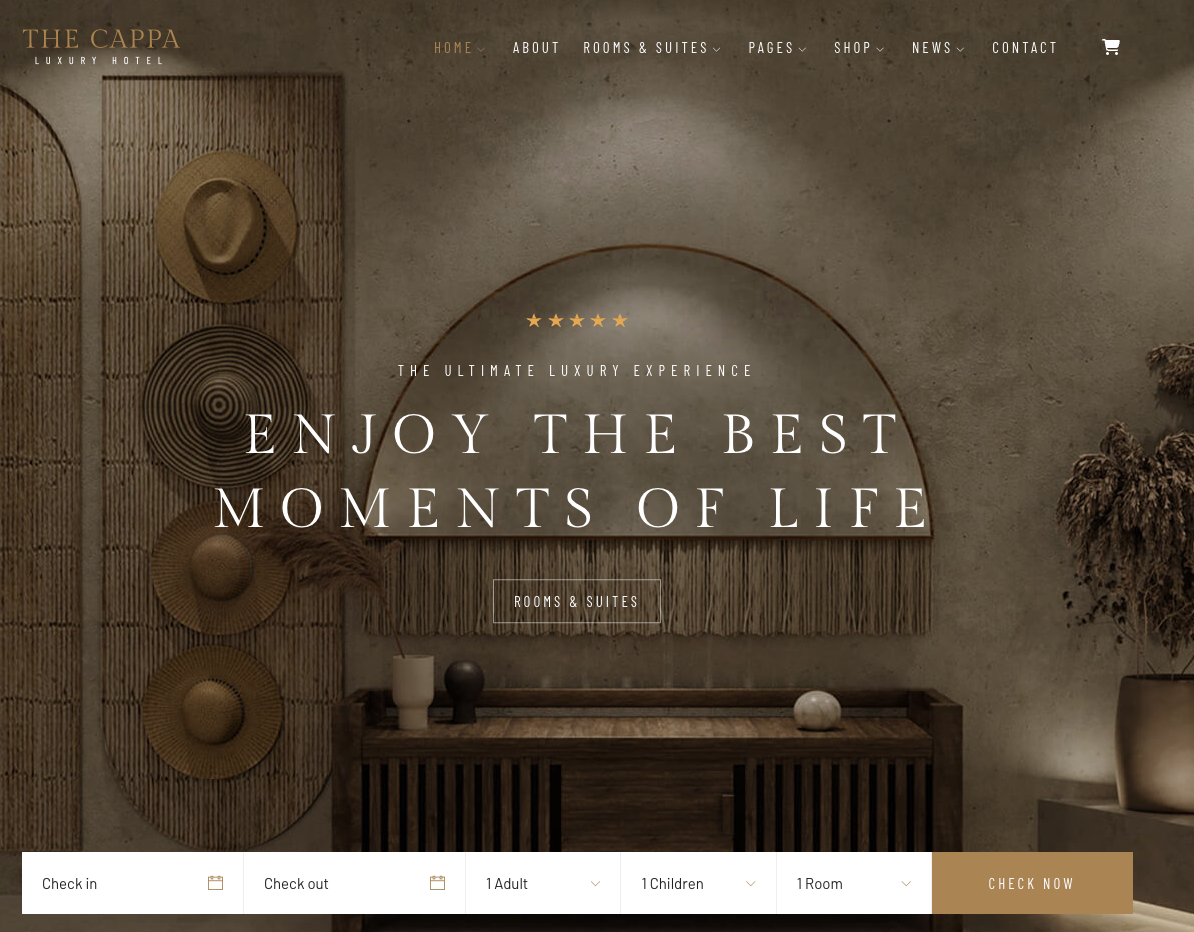 THE CAPPA
LUXURY HOTEL
HOME ABOUT ROOMS & SUITES PAGES SHOP NEWS CONTACT
THE ULTIMATE LUXURY EXPERIENCE
ENJOY THE BEST
MOMENTS OF LIFE
ROOMS & SUITES
Check in Check out 1 Adult 1 Children 1 Room CHECK NOW